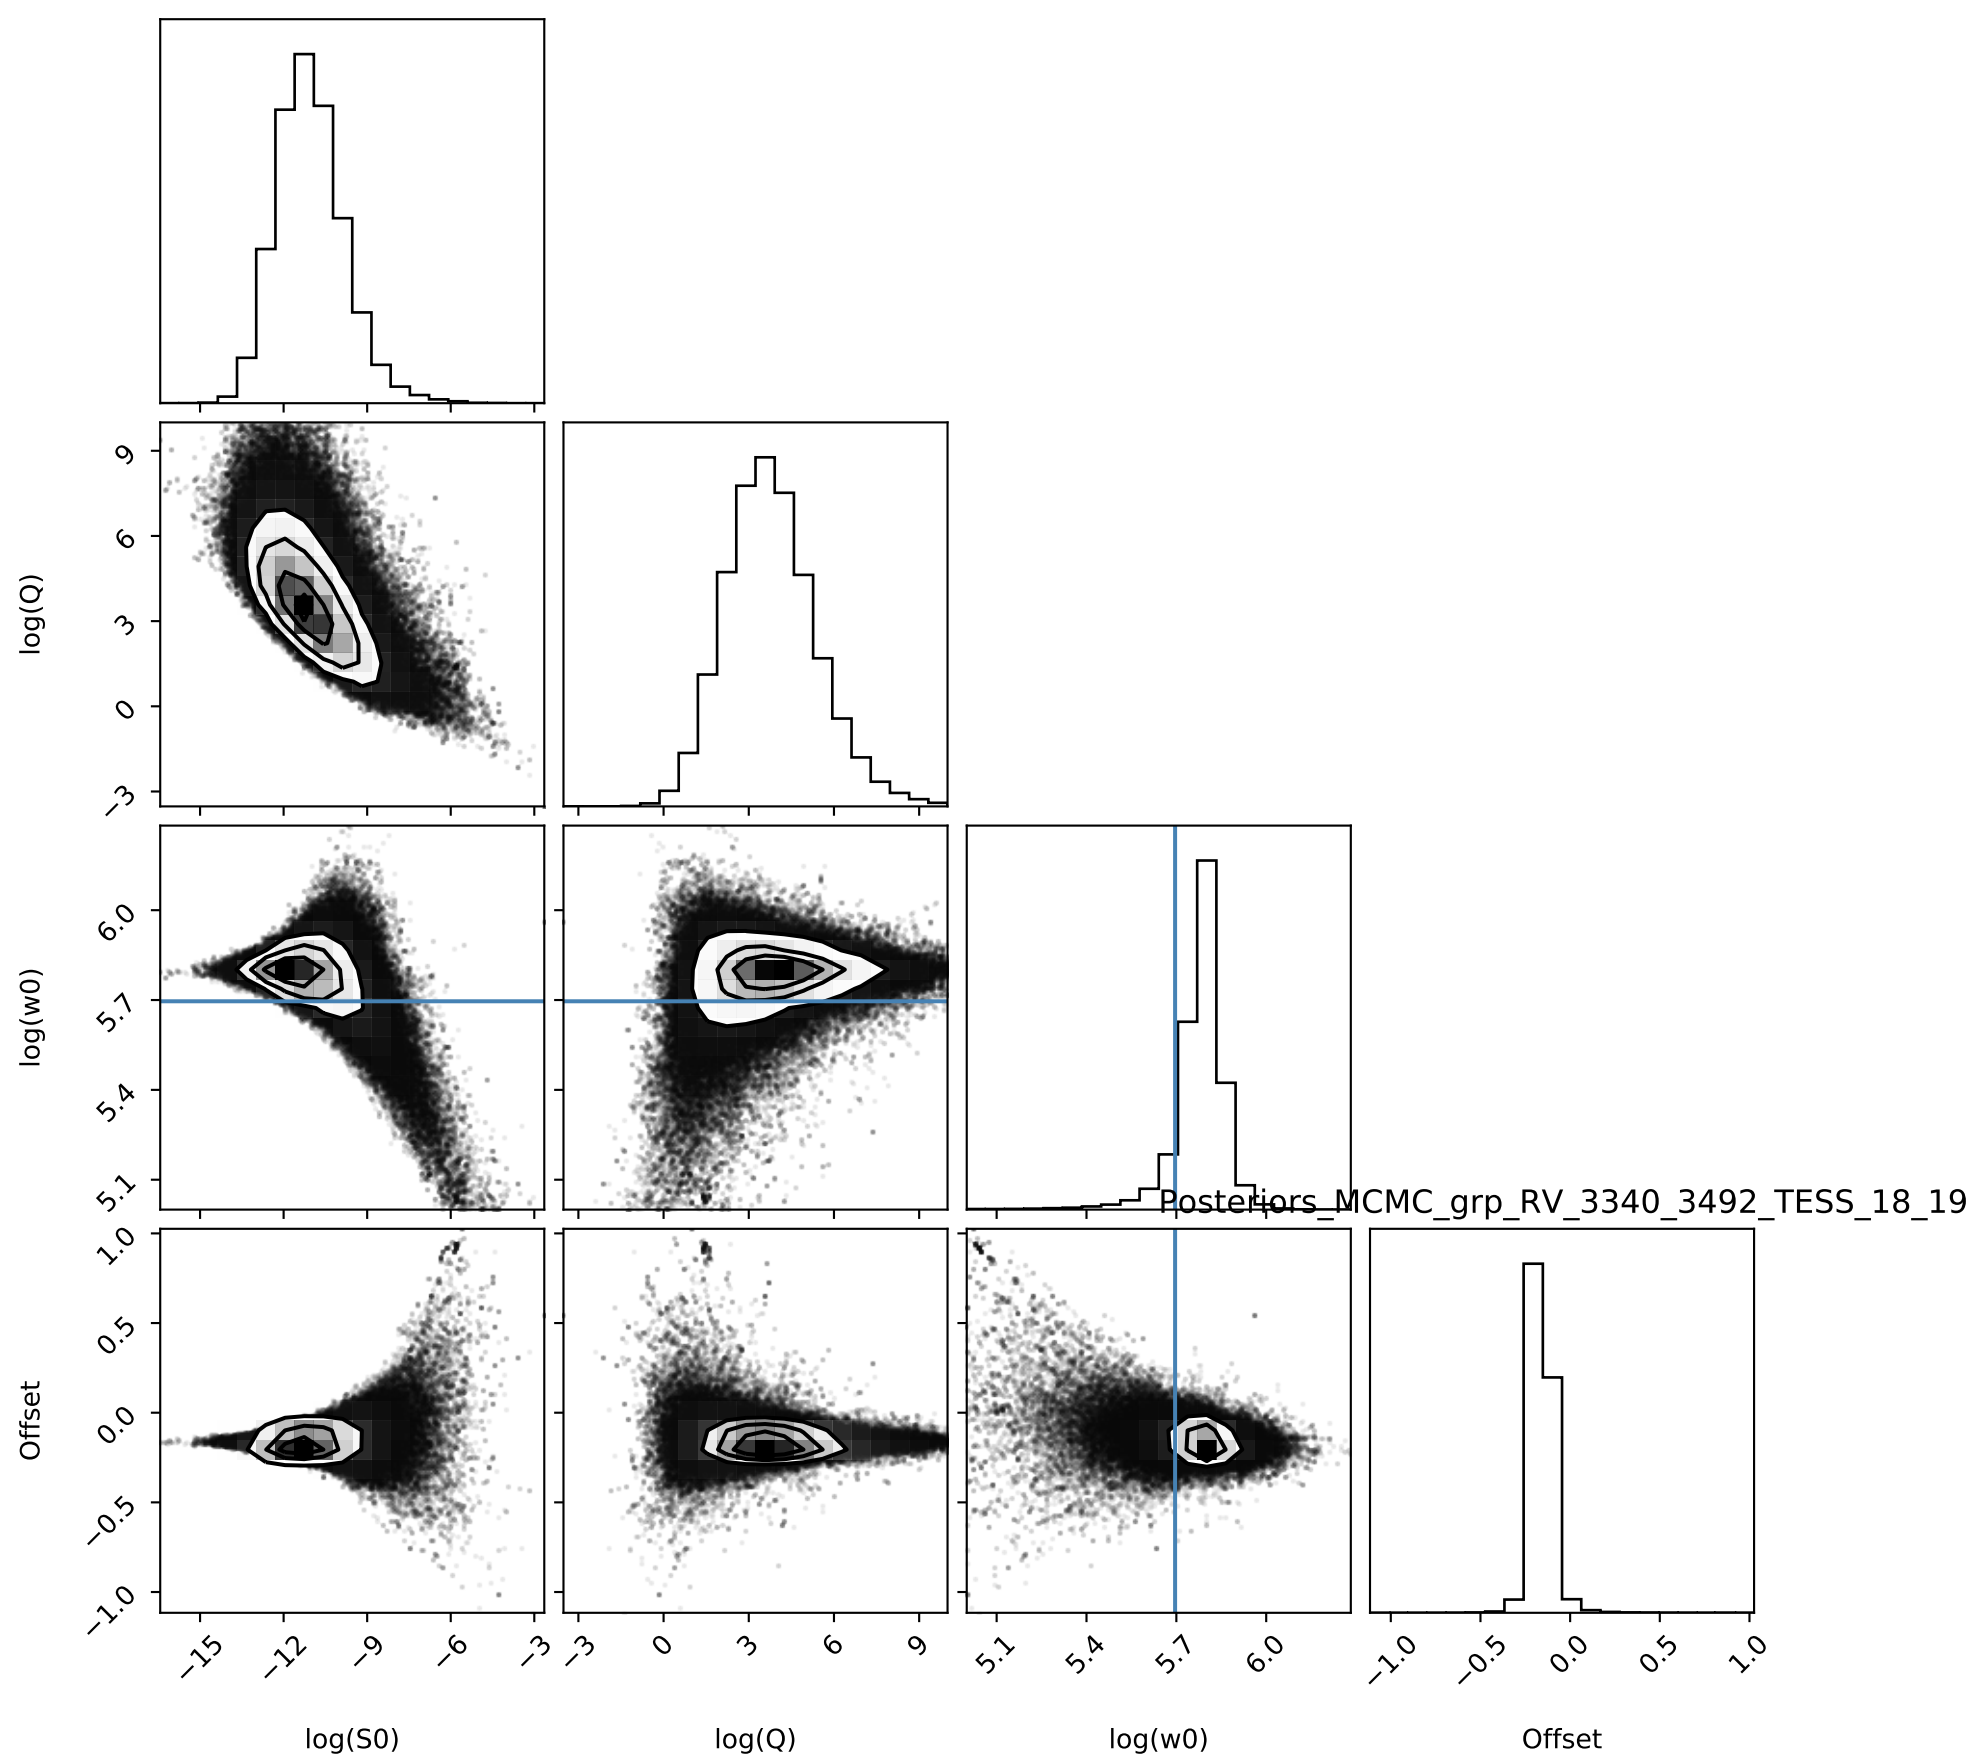 9
6
3
0
−3
log(Q)
6.0
5.7
5.4
5.1
log(w0)
Posteriors_MCMC_grp_RV_3340_3492_TESS_18_19
1.0
0.5
0.0
−0.5
−1.0
Offset
−15 −12 −9 −6 −3
−3 0 3 6 9
5.1 5.4 5.7 6.0
−1.0 −0.5 0.0 0.5 1.0
log(S0) log(Q) log(w0) Offset